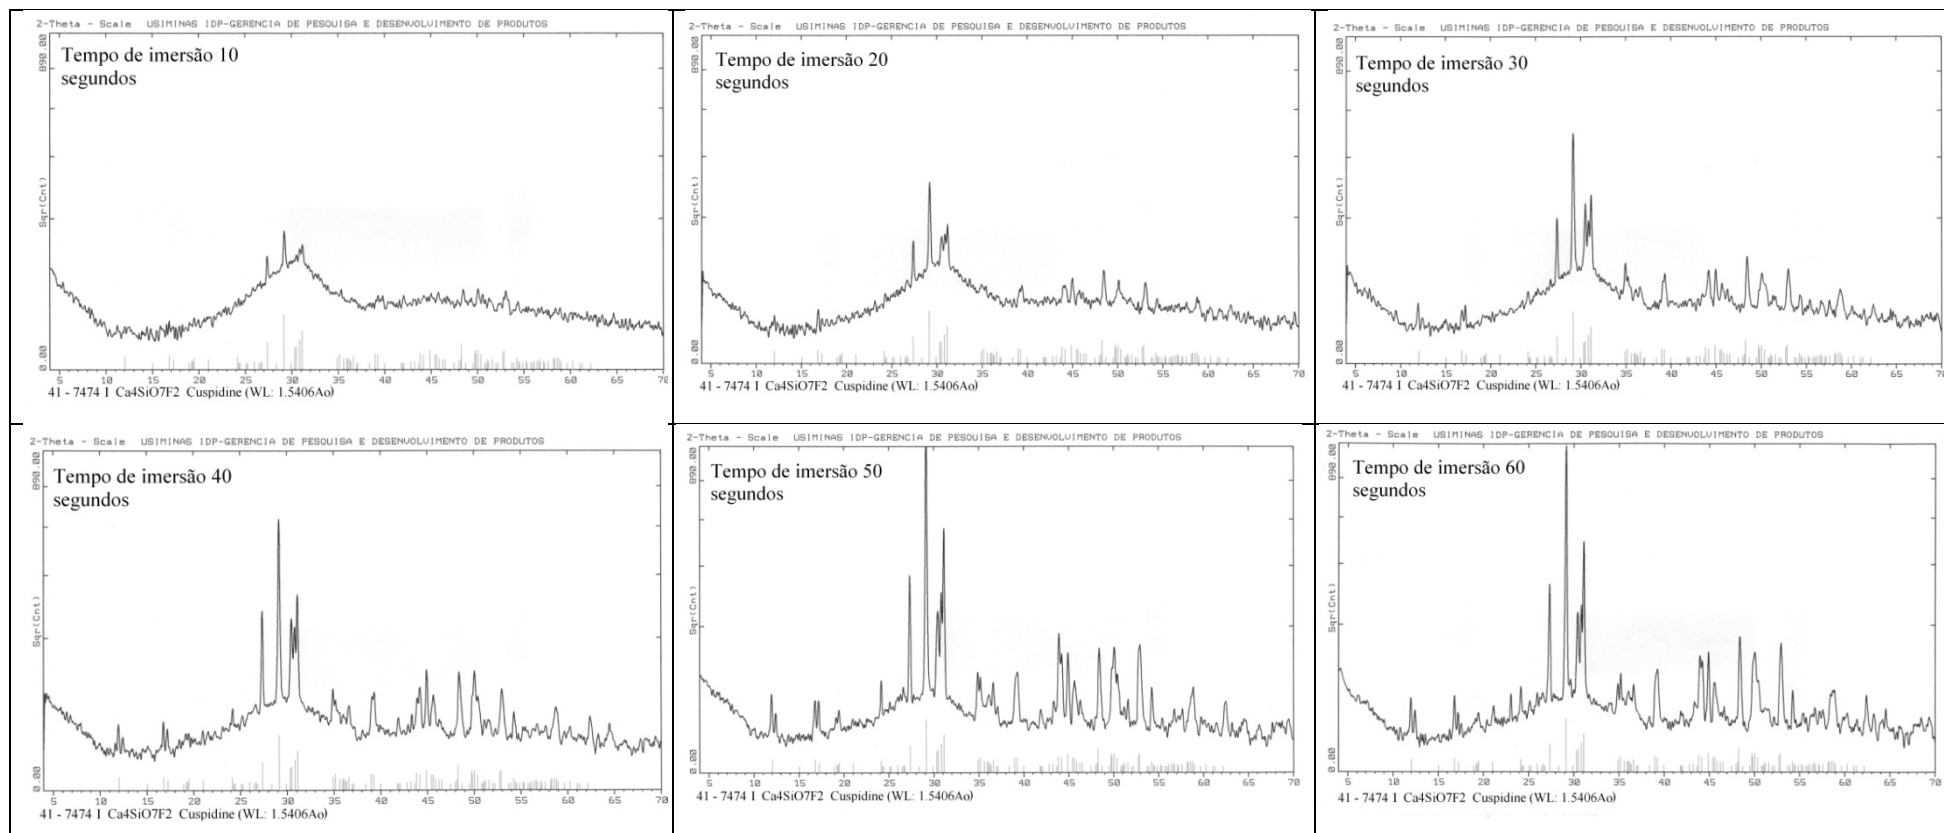 2-Theta - Scale USIMINAS IDP-GERENCIA DE PESQUISA E DESENVOLVIMENTO DE PRODUTOS
Tempo de imersão 10
segundos
890.00
Sqr(Cnt)
0.00
5 10 15 20 25 30 35 40 45 50 55 60 65 70
41 - 7474 I Ca4SiO7F2 Cuspidine (WL: 1.5406Ao)
2-Theta - Scale USIMINAS IDP-GERENCIA DE PESQUISA E DESENVOLVIMENTO DE PRODUTOS
Tempo de imersão 20
segundos
890.00
Sqr(Cnt)
0.00
5 10 15 20 25 30 35 40 45 50 55 60 65 70
41 - 7474 I Ca4SiO7F2 Cuspidine (WL: 1.5406Ao)
2-Theta - Scale USIMINAS IDP-GERENCIA DE PESQUISA E DESENVOLVIMENTO DE PRODUTOS
Tempo de imersão 30
segundos
890.00
Sqr(Cnt)
0.00
5 10 15 20 25 30 35 40 45 50 55 60 65 70
41 - 7474 I Ca4SiO7F2 Cuspidine (WL: 1.5406Ao)
2-Theta - Scale USIMINAS IDP-GERENCIA DE PESQUISA E DESENVOLVIMENTO DE PRODUTOS
Tempo de imersão 40
segundos
890.00
Sqr(Cnt)
0.00
5 10 15 20 25 30 35 40 45 50 55 60 65 70
41 - 7474 I Ca4SiO7F2 Cuspidine (WL: 1.5406Ao)
2-Theta - Scale USIMINAS IDP-GERENCIA DE PESQUISA E DESENVOLVIMENTO DE PRODUTOS
Tempo de imersão 50
segundos
890.00
Sqr(Cnt)
0.00
5 10 15 20 25 30 35 40 45 50 55 60 65 70
41 - 7474 I Ca4SiO7F2 Cuspidine (WL: 1.5406Ao)
2-Theta - Scale USIMINAS IDP-GERENCIA DE PESQUISA E DESENVOLVIMENTO DE PRODUTOS
Tempo de imersão 60
segundos
890.00
Sqr(Cnt)
0.00
5 10 15 20 25 30 35 40 45 50 55 60 65 70
41 - 7474 I Ca4SiO7F2 Cuspidine (WL: 1.5406Ao)